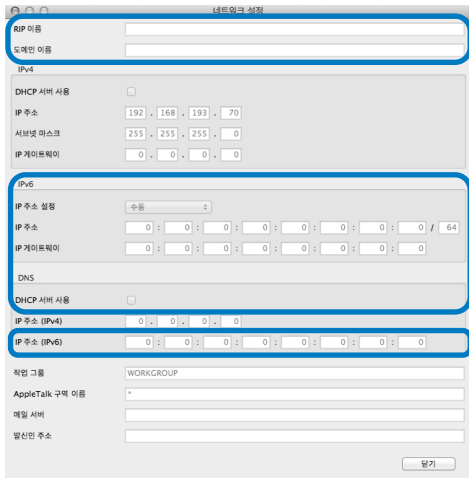 네트워크 설정
RIP 이름
도메인 이름
IPv4
DHCP 서버 사용
IP 주소 192 . 168 . 193 . 70
서브넷 마스크 255 . 255 . 255 . 0
IP 게이트웨이 0 . 0 . 0 . 0
IPv6
IP 주소 설정 수동
IP 주소 0 : 0 : 0 : 0 : 0 : 0 : 0 : 0 / 64
IP 게이트웨이 0 : 0 : 0 : 0 : 0 : 0 : 0 : 0
DNS
DHCP 서버 사용
IP 주소 (IPv4) 0 . 0 . 0 . 0
IP 주소 (IPv6) 0 : 0 : 0 : 0 : 0 : 0 : 0 : 0
작업 그룹 WORKGROUP
AppleTalk 구역 이름 *
메일 서버
발신인 주소
닫기